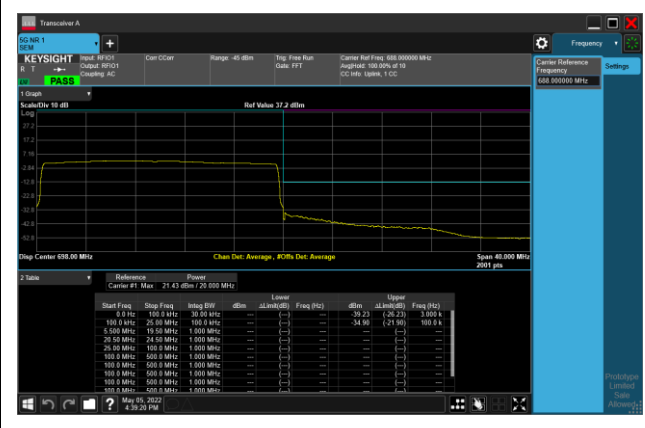 Transceiver A
5G NR 1
SEM
+
Frequency
KEYSIGHT
R T
PASS
Input: RFIO1
Output: RFIO1
Coupling: AC
Corr CCorr
Range: -45 dBm
Trig: Free Run
Gate: FFT
Carrier Ref Freq: 688.000000 MHz
Avg|Hold: 100.00% of 10
CC Info: Uplink, 1 CC
Carrier Reference
Frequency
688.000000 MHz
Settings
1 Graph
Scale/Div 10 dB
Ref Value 37.2 dBm
Log
27.2
17.2
7.16
-2.84
-12.8
-22.8
-32.8
-42.8
-52.8
Disp Center 698.00 MHz
Chan Det: Average, #Offs Det: Average
Span 40.000 MHz
2001 pts
2 Table
Reference Power
Carrier #1 Max 21.43 dBm / 20.000 MHz
Lower Upper
Start Freq Stop Freq Integ BW dBm ΔLimit(dB) Freq (Hz) dBm ΔLimit(dB) Freq (Hz)
0.0 Hz 100.0 kHz 30.00 kHz --- (---) --- -39.23 (-26.23) 3.000 k
100.0 kHz 25.00 MHz 100.0 kHz --- (---) --- -34.90 (-21.90) 100.0 k
5.500 MHz 19.50 MHz 1.000 MHz --- (---) --- --- (---) ---
20.50 MHz 24.50 MHz 1.000 MHz --- (---) --- --- (---) ---
25.00 MHz 100.0 MHz 1.000 MHz --- (---) --- --- (---) ---
100.0 MHz 500.0 MHz 1.000 MHz --- (---) --- --- (---) ---
100.0 MHz 500.0 MHz 1.000 MHz --- (---) --- --- (---) ---
100.0 MHz 500.0 MHz 1.000 MHz --- (---) --- --- (---) ---
100.0 MHz 500.0 MHz 1.000 MHz --- (---) --- --- (---) ---
?
May 05, 2022
4:39:20 PM
Prototype
Limited
Sale
Allowed